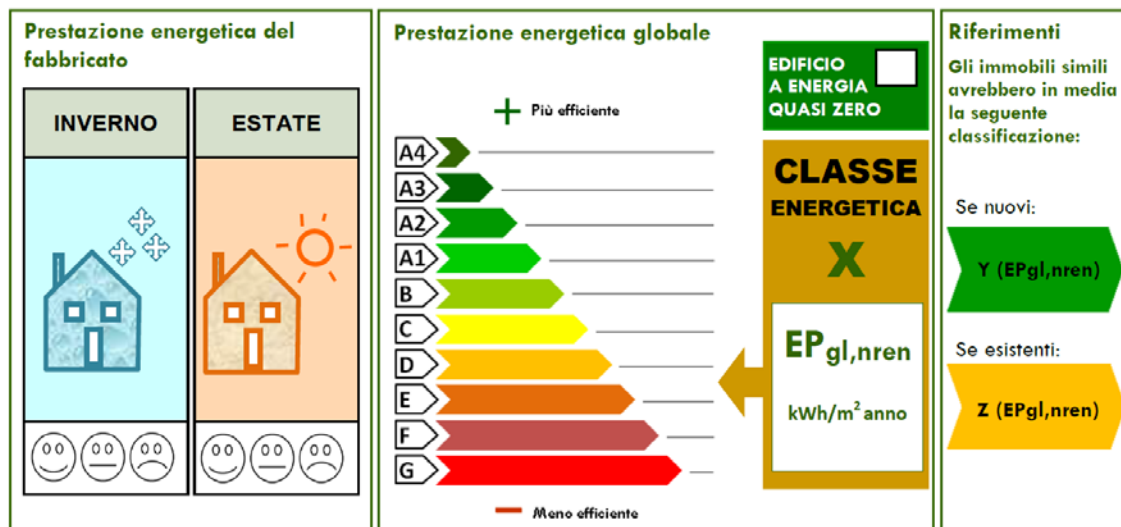 Prestazione energetica del
fabbricato
INVERNO
ESTATE
Prestazione energetica globale
Più efficiente
A4
A3
A2
A1
B
C
D
E
F
G
Meno efficiente
EDIFICIO
A ENERGIA
QUASI ZERO
CLASSE
ENERGETICA
X
EPgl,nren
kWh/m² anno
Riferimenti
Gli immobili simili
avrebbero in media
la seguente
classificazione:
Se nuovi:
Y (EPgl,nren)
Se esistenti:
Z (EPgl,nren)